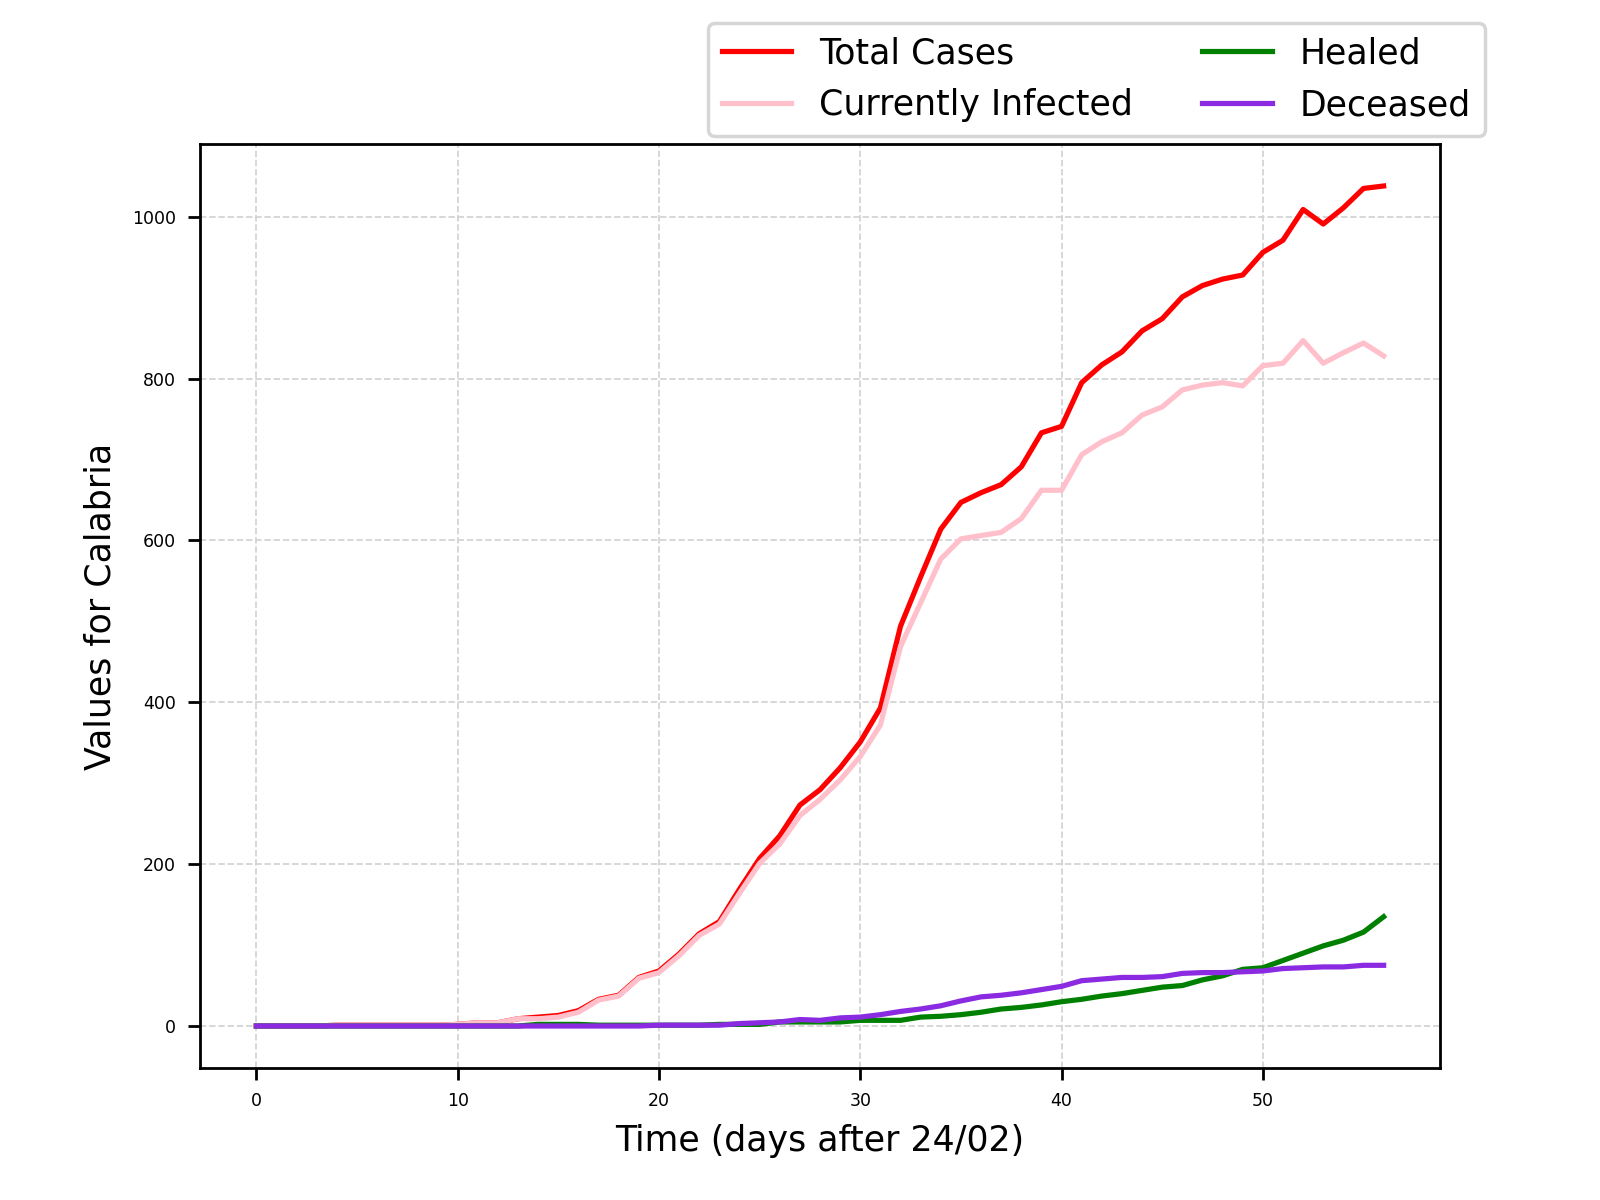 Total Cases
Healed
Currently Infected
Deceased
1000
800
600
400
200
0
Values for Calabria
0 10 20 30 40 50
Time (days after 24/02)